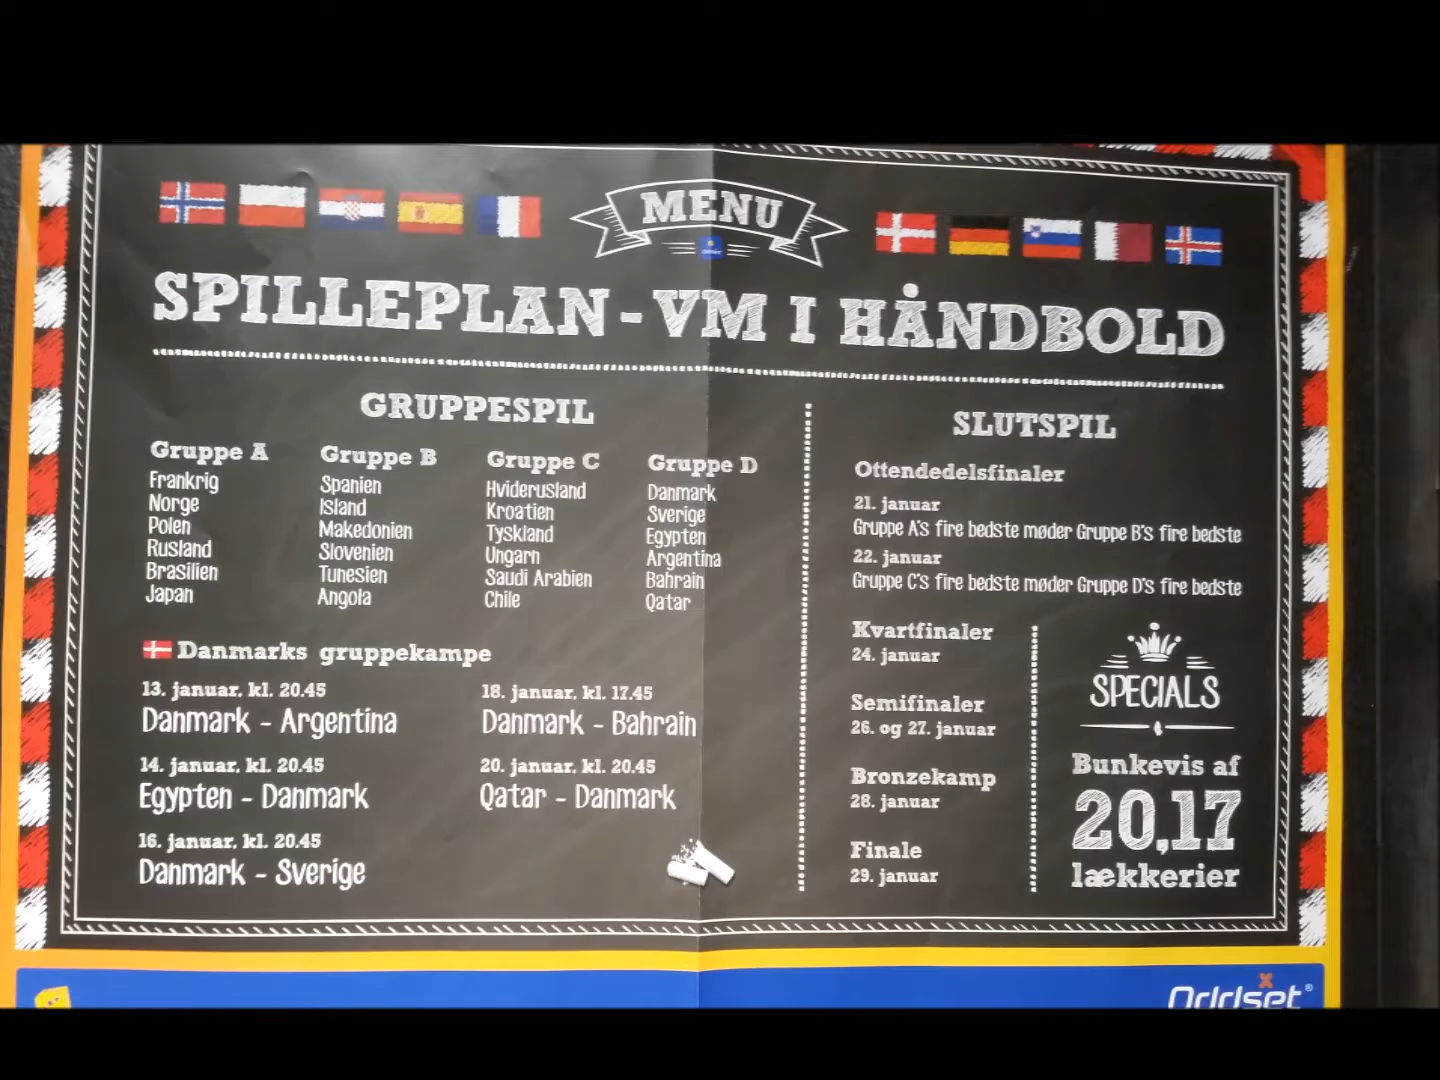 MENU
SPILLEPLAN - VM I HÅNDBOLD
GRUPPESPIL
Gruppe A
Frankrig
Norge
Polen
Rusland
Brasilien
Japan
Gruppe B
Spanien
Island
Makedonien
Slovenien
Tunesien
Angola
Gruppe C
Hviderusland
Kroatien
Tyskland
Ungarn
Saudi Arabien
Chile
Gruppe D
Danmark
Sverige
Egypten
Argentina
Bahrain
Qatar
Danmarks gruppekampe
13. januar, kl. 20.45
Danmark - Argentina
14. januar, kl. 20.45
Egypten - Danmark
16. januar, kl. 20.45
Danmark - Sverige
18. januar, kl. 17.45
Danmark - Bahrain
20. januar, kl. 20.45
Qatar - Danmark
SLUTSPIL
Ottendedelsfinaler
21. januar
Gruppe A's fire bedste møder Gruppe B's fire bedste
22. januar
Gruppe C's fire bedste møder Gruppe D's fire bedste
Kvartfinaler
24. januar
Semifinaler
26. og 27. januar
Bronzekamp
28. januar
Finale
29. januar
SPECIALS
Bunkevis af
20,17
lækkerier
Oddset®